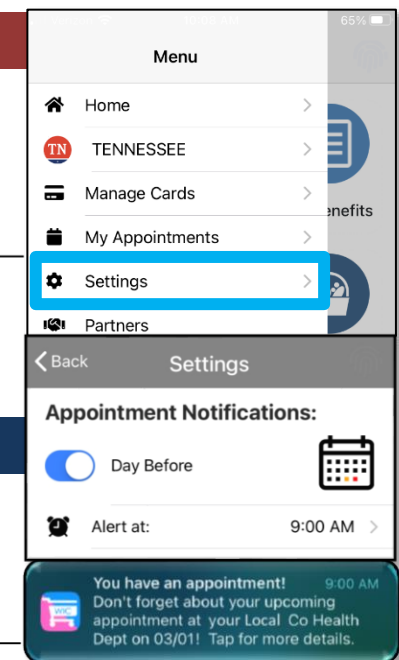 65%
Menu
Home
TN TENNESSEE
Manage Cards
enefits
My Appointments
Settings
Partners
Back Settings
Appointment Notifications:
Day Before
Alert at: 9:00 AM
You have an appointment! 9:00 AM
Don't forget about your upcoming
WIC
appointment at your Local Co Health
Dept on 03/01! Tap for more details.